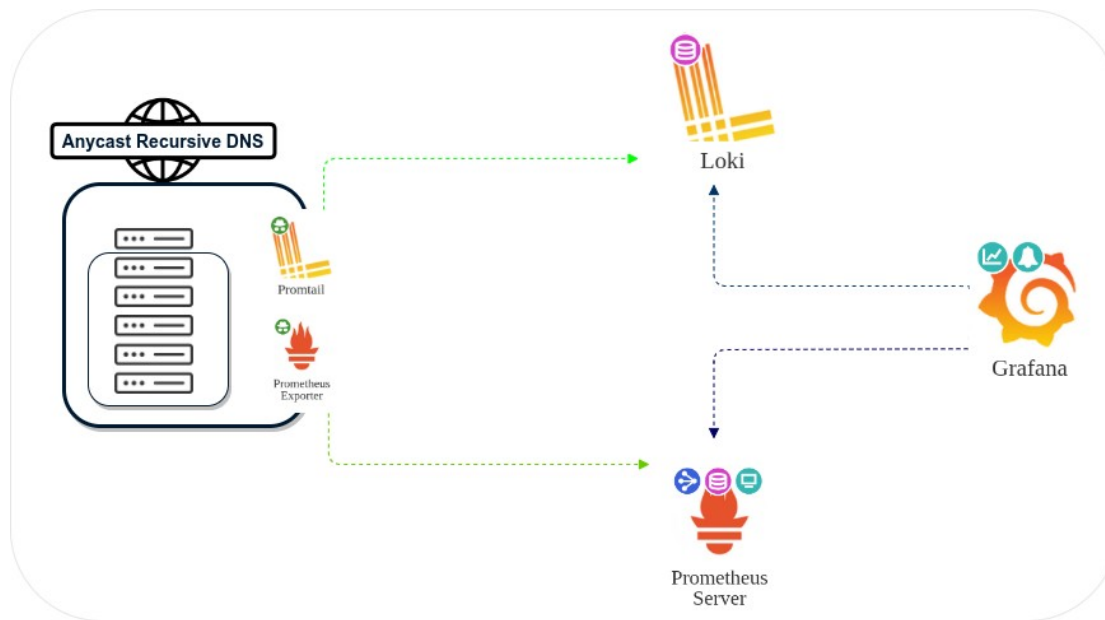 Anycast Recursive DNS
Promtail
Prometheus
Exporter
Loki
Grafana
Prometheus
Server